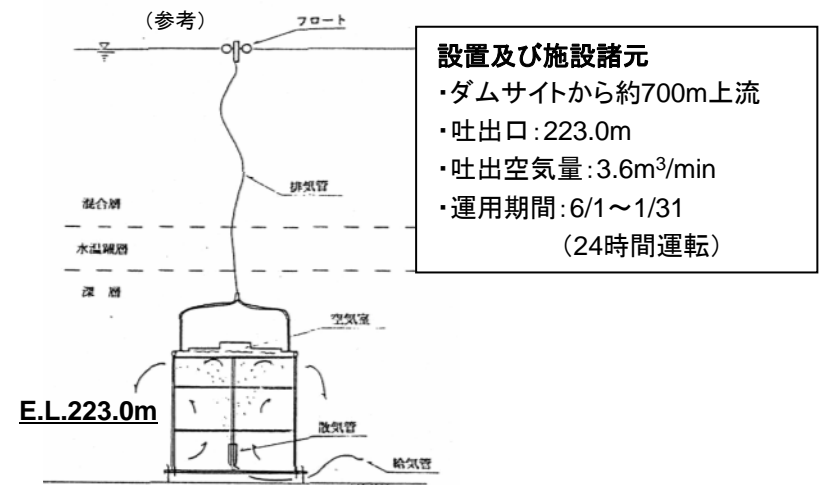 (参考)
フロート
設置及び施設諸元
・ダムサイトから約700m上流
・吐出口:223.0m
・吐出空気量:3.6m³/min
・運用期間:6/1~1/31
(24時間運転)
排気管
混合層
水温躍層
深層
空気室
E.L.223.0m
散気管
給気管